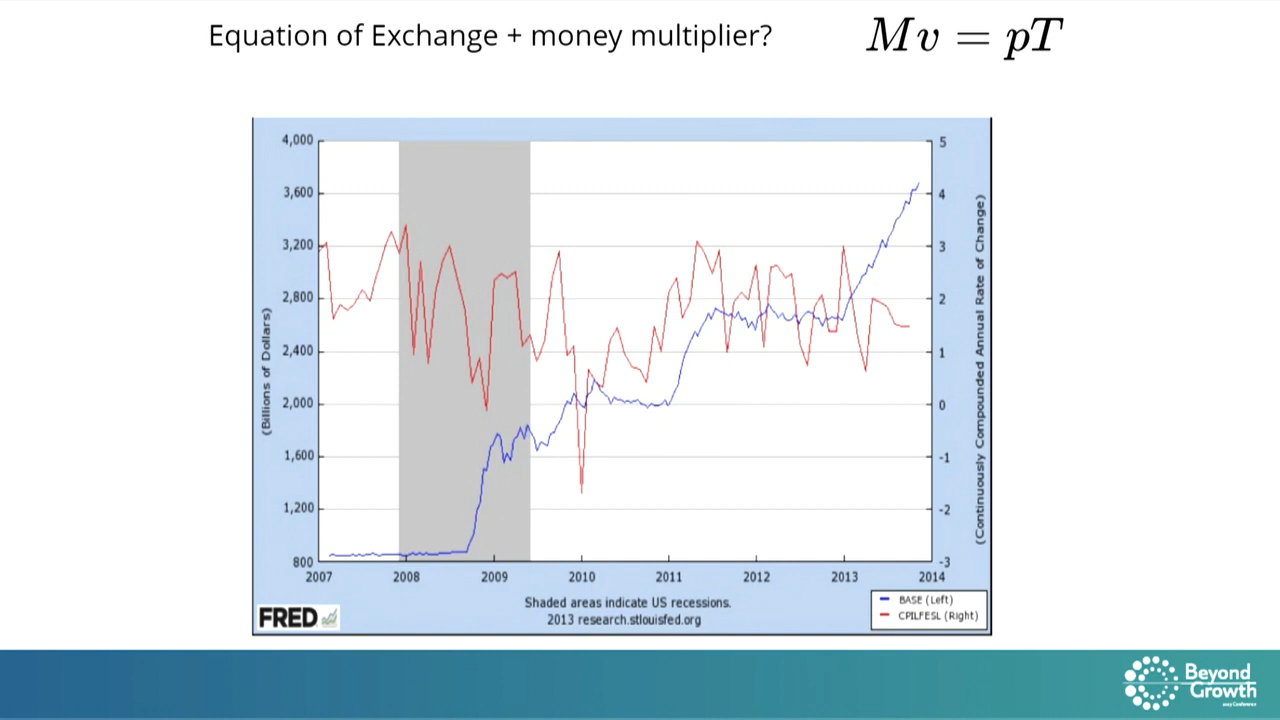 Equation of Exchange + money multiplier?
Mv = pT
4,000
3,600
3,200
2,800
2,400
2,000
1,600
1,200
800
(Billions of Dollars)
5
4
3
2
1
0
-1
-2
-3
(Continuously Compounded Annual Rate of Change)
2007 2008 2009 2010 2011 2012 2013 2014
Shaded areas indicate US recessions.
2013 research.stlouisfed.org
FRED
BASE (Left)
CPILFESL (Right)
Beyond
Growth